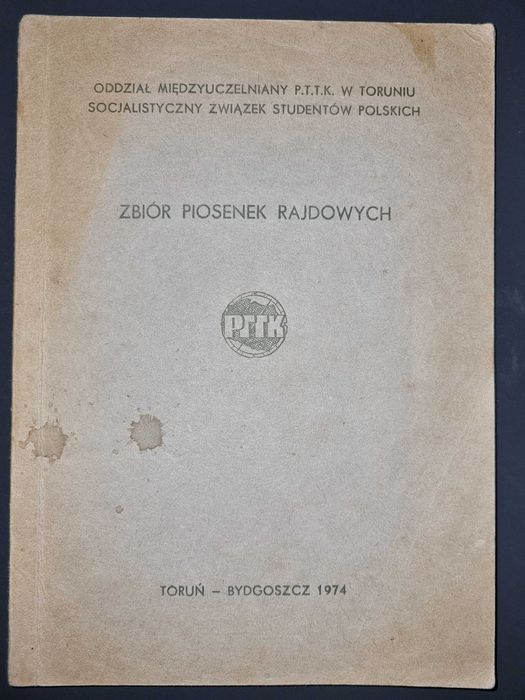 ODDZIAŁ MIĘDZYUCZELNIANY P.T.T.K. W TORUNIU
SOCJALISTYCZNY ZWIĄZEK STUDENTÓW POLSKICH
ZBIÓR PIOSENEK RAJDOWYCH
PTTK
TORUŃ – BYDGOSZCZ 1974